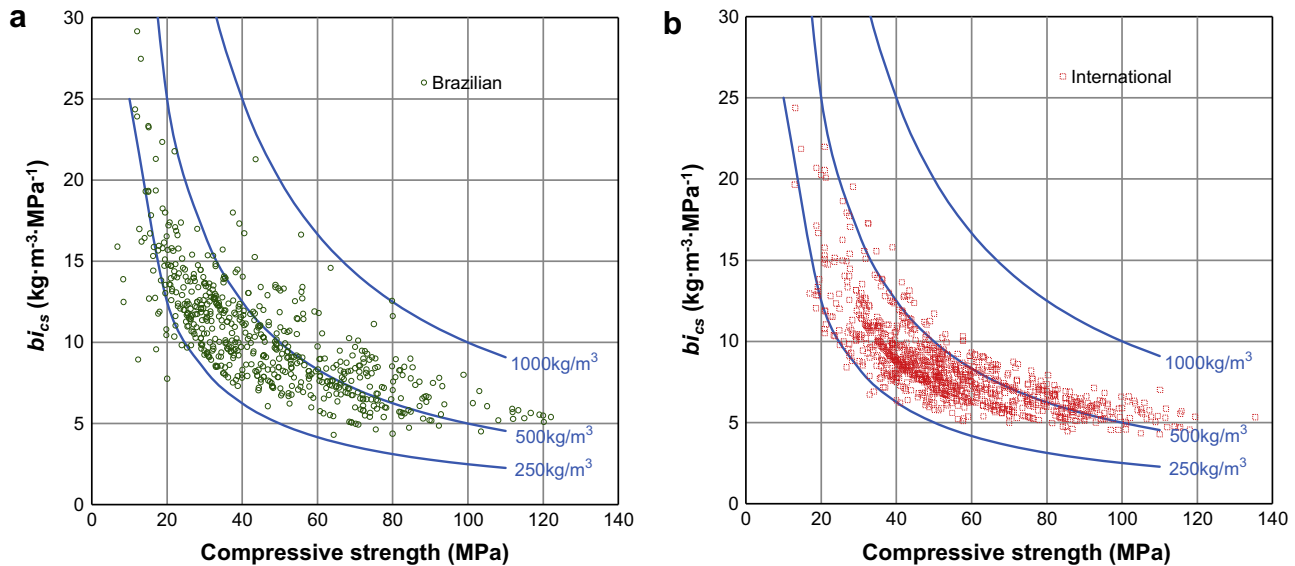 a
30
25
20
15
10
5
0
bi_cs (kg·m⁻³·MPa⁻¹)
Brazilian
1000kg/m³
500kg/m³
250kg/m³
0 20 40 60 80 100 120 140
Compressive strength (MPa)
b
30
25
20
15
10
5
0
bi_cs (kg·m⁻³·MPa⁻¹)
International
1000kg/m³
500kg/m³
250kg/m³
0 20 40 60 80 100 120 140
Compressive strength (MPa)